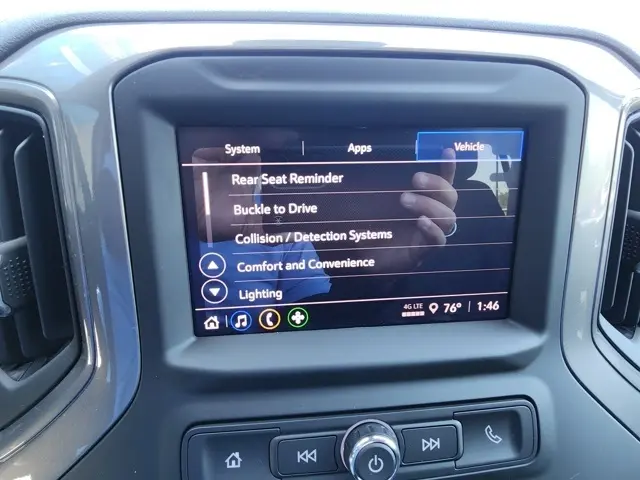 System Apps Vehicle
Rear Seat Reminder
Buckle to Drive
Collision / Detection Systems
Comfort and Convenience
Lighting
4G LTE 76° 1:46